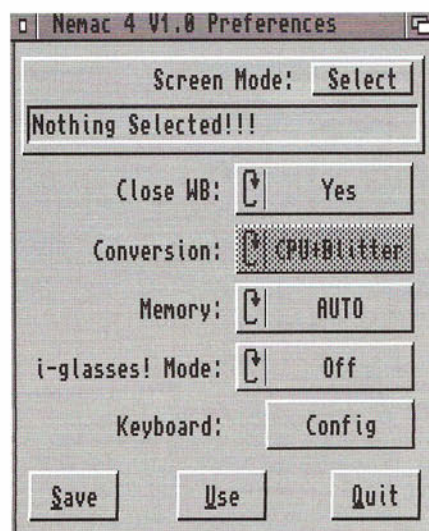 Nemac 4 V1.0 Preferences
Screen Mode: Select
Nothing Selected!!!
Close WB: Yes
Conversion: CPU+Blitter
Memory: AUTO
i-glasses! Mode: Off
Keyboard: Config
Save Use Quit